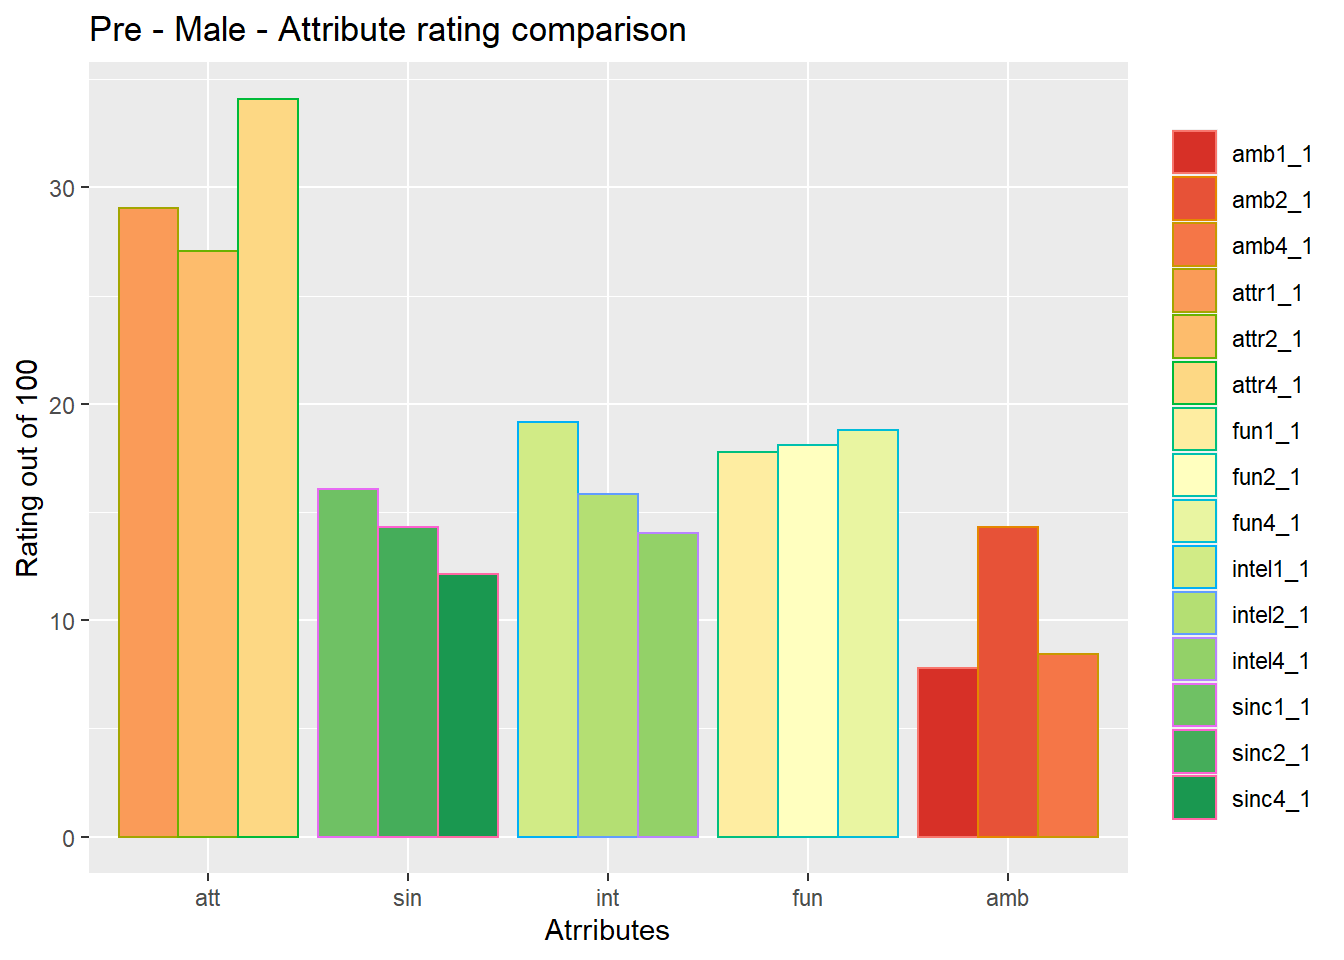 Pre - Male - Attribute rating comparison
Rating out of 100
30
20
10
0
att sin int fun amb
Atrributes
amb1_1
amb2_1
amb4_1
attr1_1
attr2_1
attr4_1
fun1_1
fun2_1
fun4_1
intel1_1
intel2_1
intel4_1
sinc1_1
sinc2_1
sinc4_1